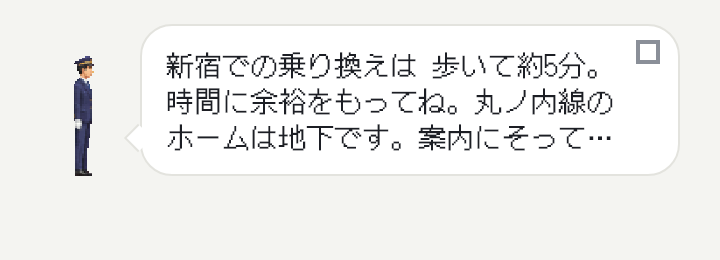 新宿での乗り換えは 歩いて約5分。
時間に余裕をもってね。丸ノ内線の
ホームは地下です。案内にそって…